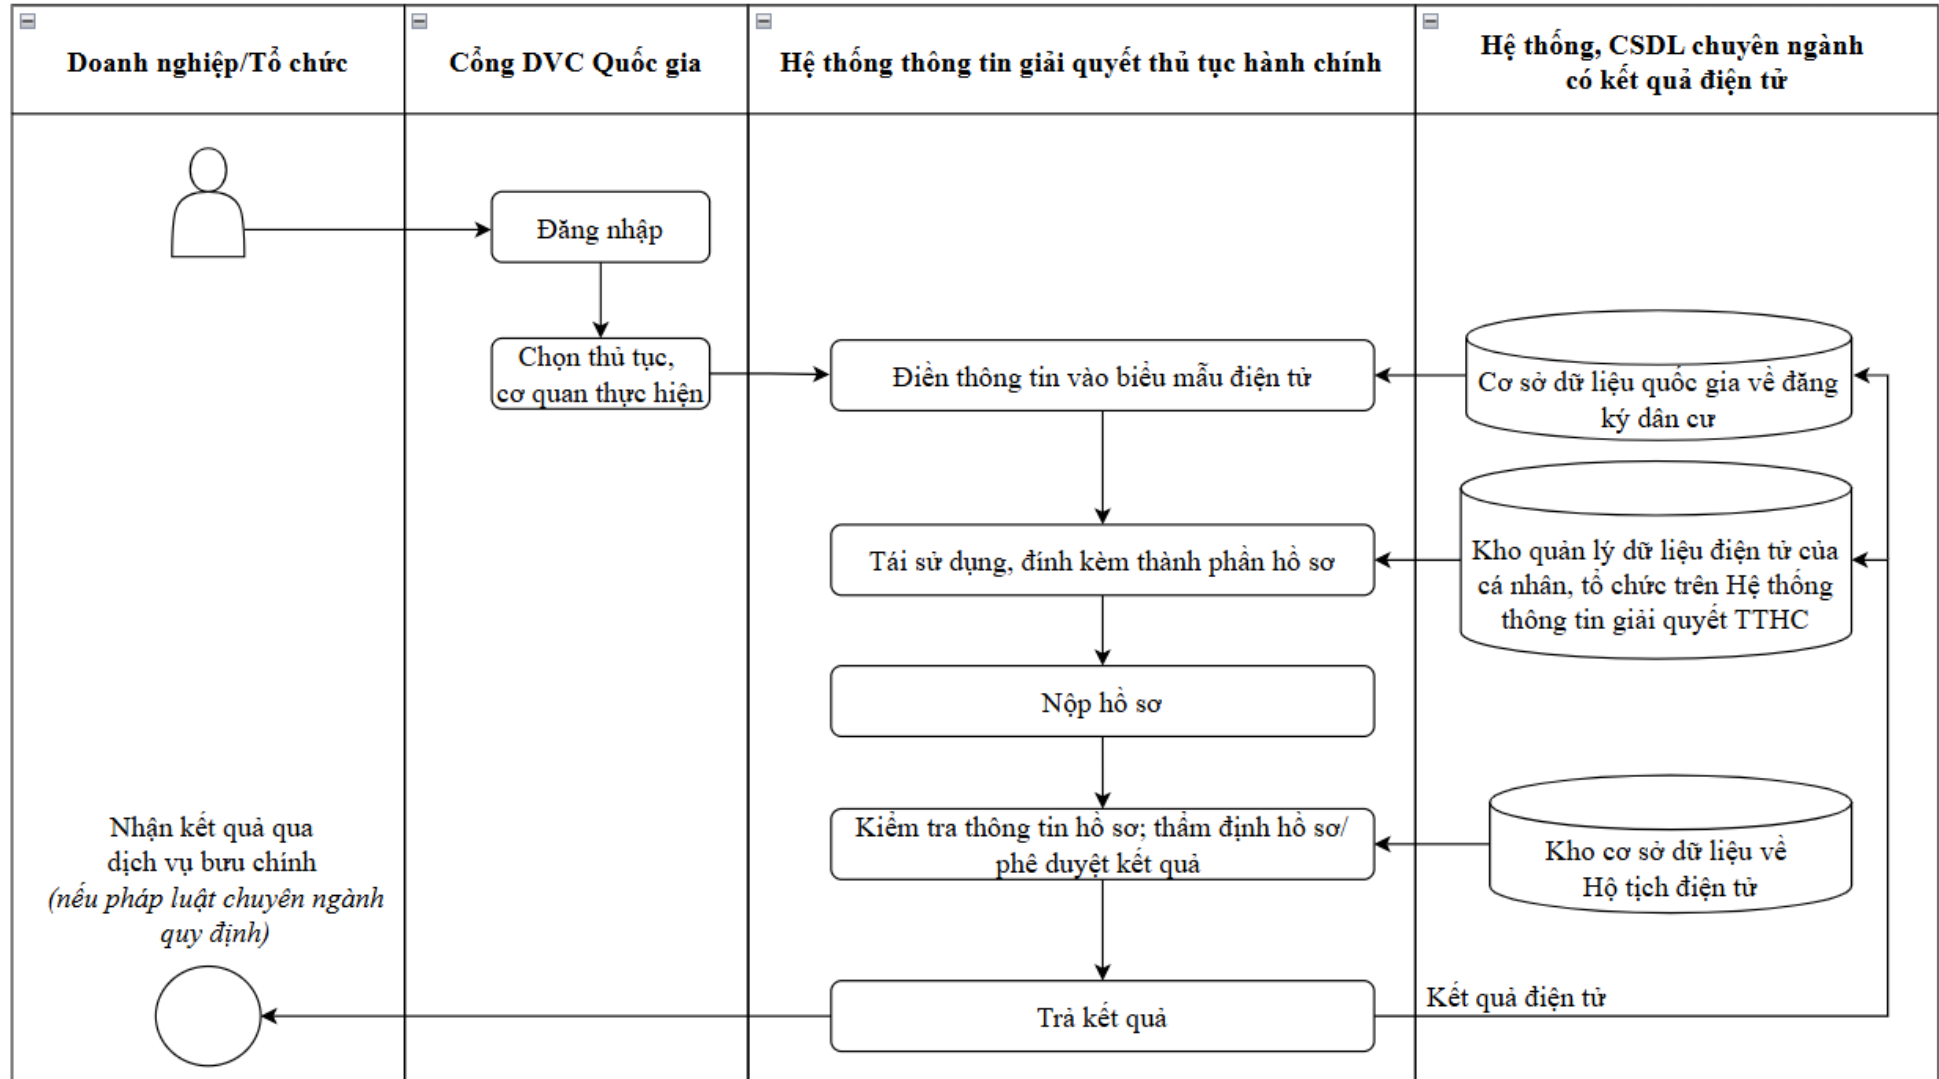 Doanh nghiệp/Tổ chức
Cổng DVC Quốc gia
Hệ thống thông tin giải quyết thủ tục hành chính
Hệ thống, CSDL chuyên ngành
có kết quả điện tử
Đăng nhập
Chọn thủ tục,
cơ quan thực hiện
Điền thông tin vào biểu mẫu điện tử
Cơ sở dữ liệu quốc gia về đăng
ký dân cư
Tái sử dụng, đính kèm thành phần hồ sơ
Kho quản lý dữ liệu điện tử của
cá nhân, tổ chức trên Hệ thống
thông tin giải quyết TTHC
Nộp hồ sơ
Kiểm tra thông tin hồ sơ; thẩm định hồ sơ/
phê duyệt kết quả
Kho cơ sở dữ liệu về
Hộ tịch điện tử
Nhận kết quả qua
dịch vụ bưu chính
(nếu pháp luật chuyên ngành
quy định)
Trả kết quả
Kết quả điện tử